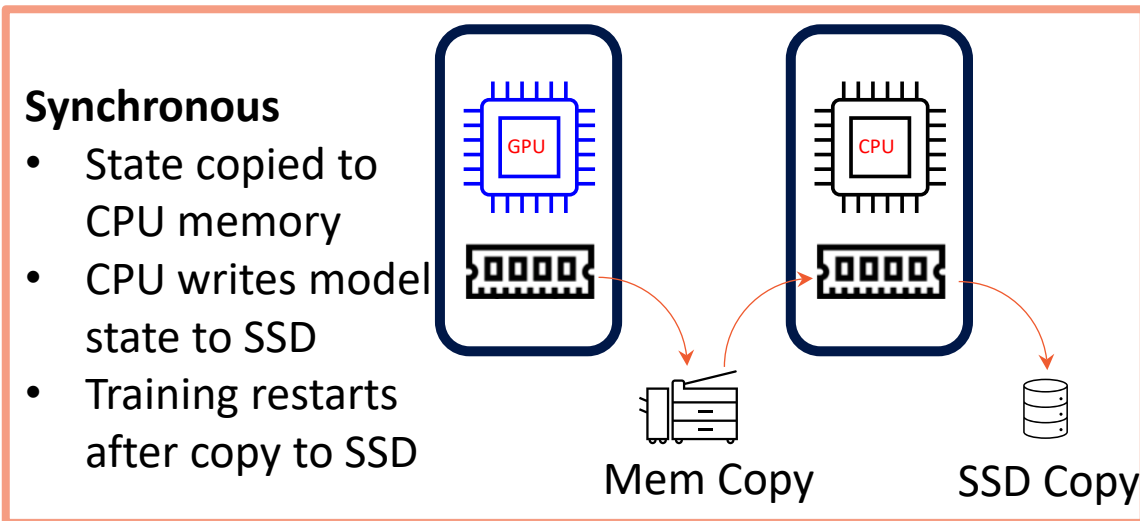 Synchronous
• State copied to
CPU memory
• CPU writes model
state to SSD
• Training restarts
after copy to SSD
GPU
CPU
Mem Copy
SSD Copy